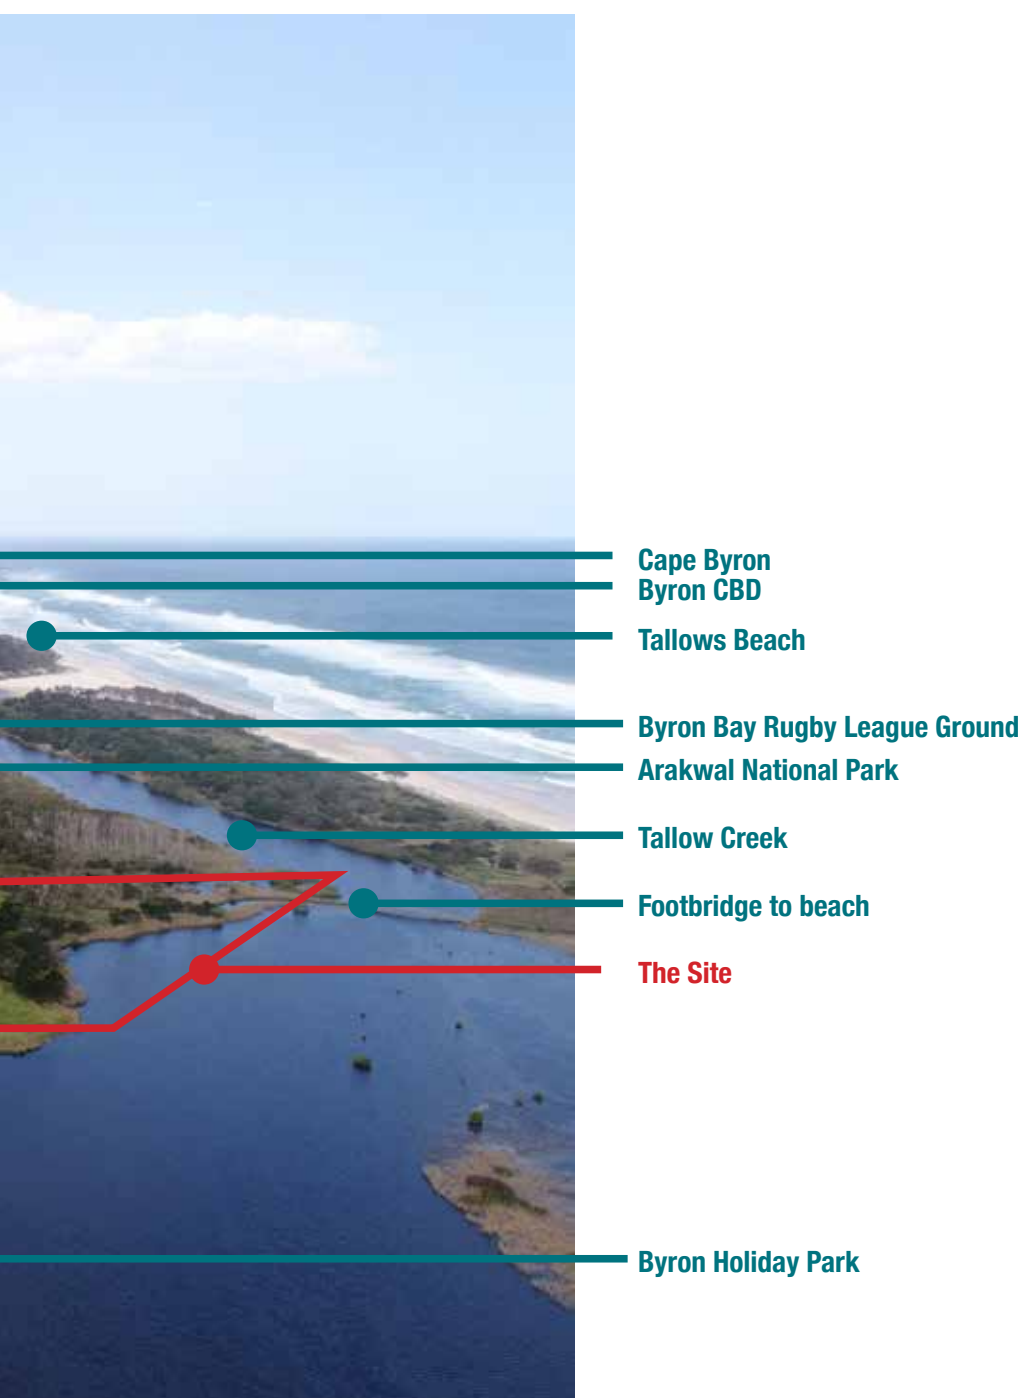 Cape Byron
Byron CBD
Tallows Beach
Byron Bay Rugby League Ground
Arakwal National Park
Tallow Creek
Footbridge to beach
The Site
Byron Holiday Park